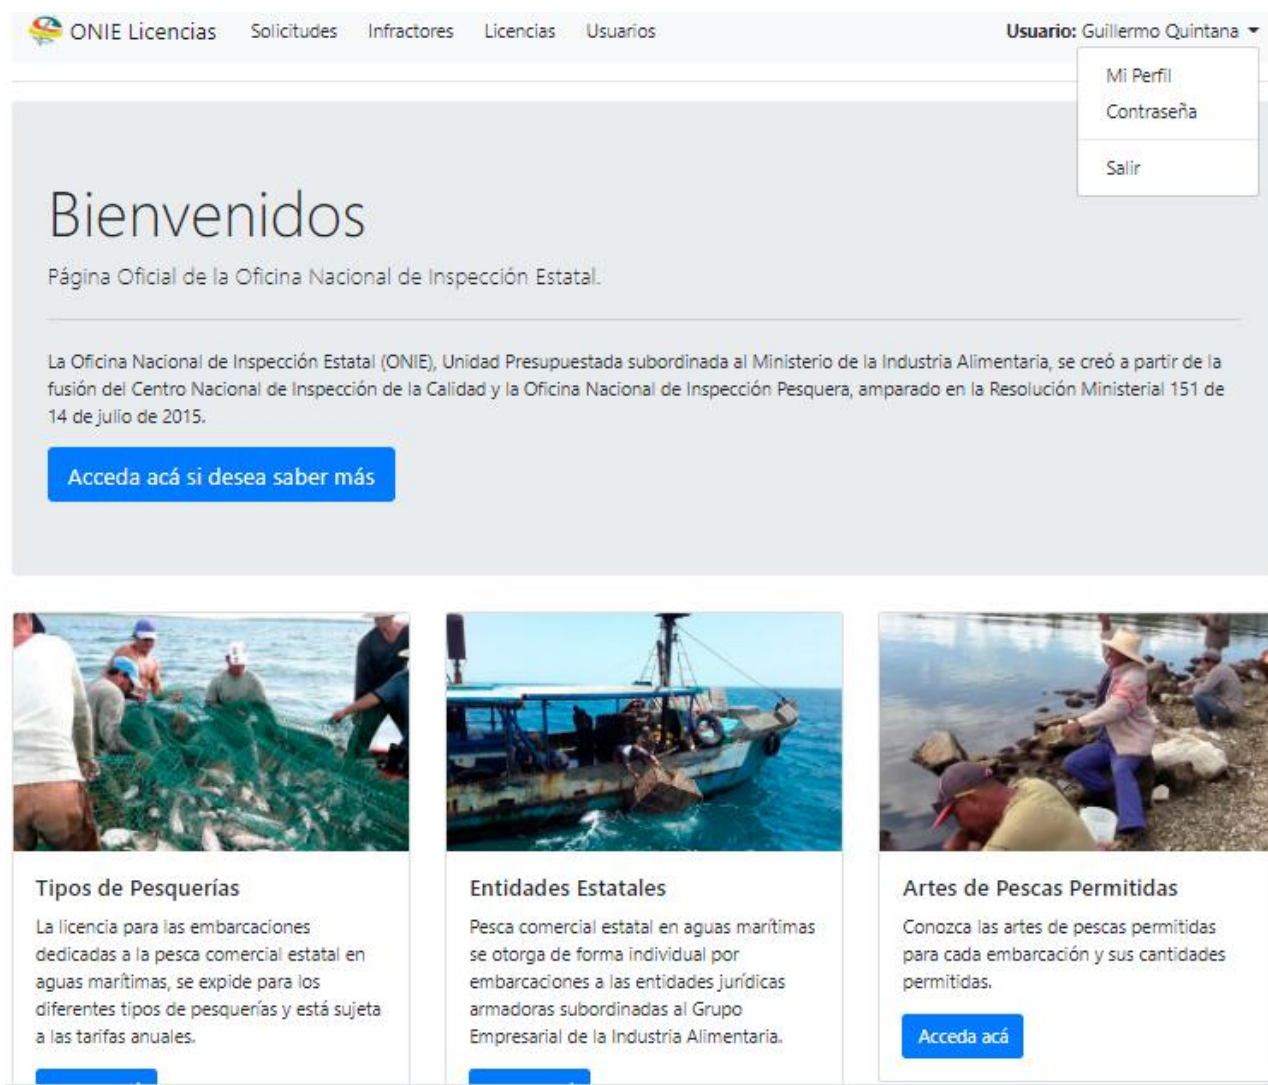 ONIE Licencias Solicitudes Infractores Licencias Usuarios Usuario: Guillermo Quintana
Mi Perfil
Contraseña
Salir
Bienvenidos
Página Oficial de la Oficina Nacional de Inspección Estatal.
La Oficina Nacional de Inspección Estatal (ONIE), Unidad Presupuestada subordinada al Ministerio de la Industria Alimentaria, se creó a partir de la
fusión del Centro Nacional de Inspección de la Calidad y la Oficina Nacional de Inspección Pesquera, amparado en la Resolución Ministerial 151 de
14 de julio de 2015.
Acceda acá si desea saber más
Tipos de Pesquerías
La licencia para las embarcaciones
dedicadas a la pesca comercial estatal en
aguas marítimas, se expide para los
diferentes tipos de pesquerías y está sujeta
a las tarifas anuales.
Entidades Estatales
Pesca comercial estatal en aguas marítimas
se otorga de forma individual por
embarcaciones a las entidades jurídicas
armadoras subordinadas al Grupo
Empresarial de la Industria Alimentaria.
Artes de Pescas Permitidas
Conozca las artes de pescas permitidas
para cada embarcación y sus cantidades
permitidas.
Acceda acá